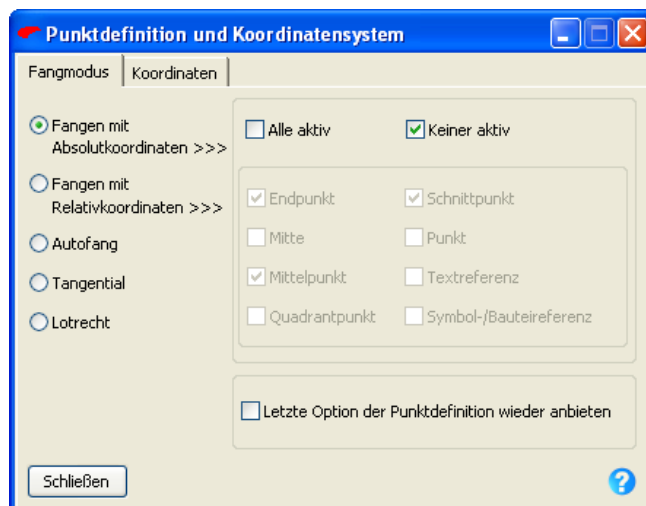 Punktdefinition und Koordinatensystem
Fangmodus
Koordinaten
Fangen mit
Absolutkoordinaten >>>
Fangen mit
Relativkoordinaten >>>
Autofang
Tangential
Lotrecht
Alle aktiv
Keiner aktiv
Endpunkt
Schnittpunkt
Mitte
Punkt
Mittelpunkt
Textreferenz
Quadrantpunkt
Symbol-/Bauteireferenz
Letzte Option der Punktdefinition wieder anbieten
Schließen
?